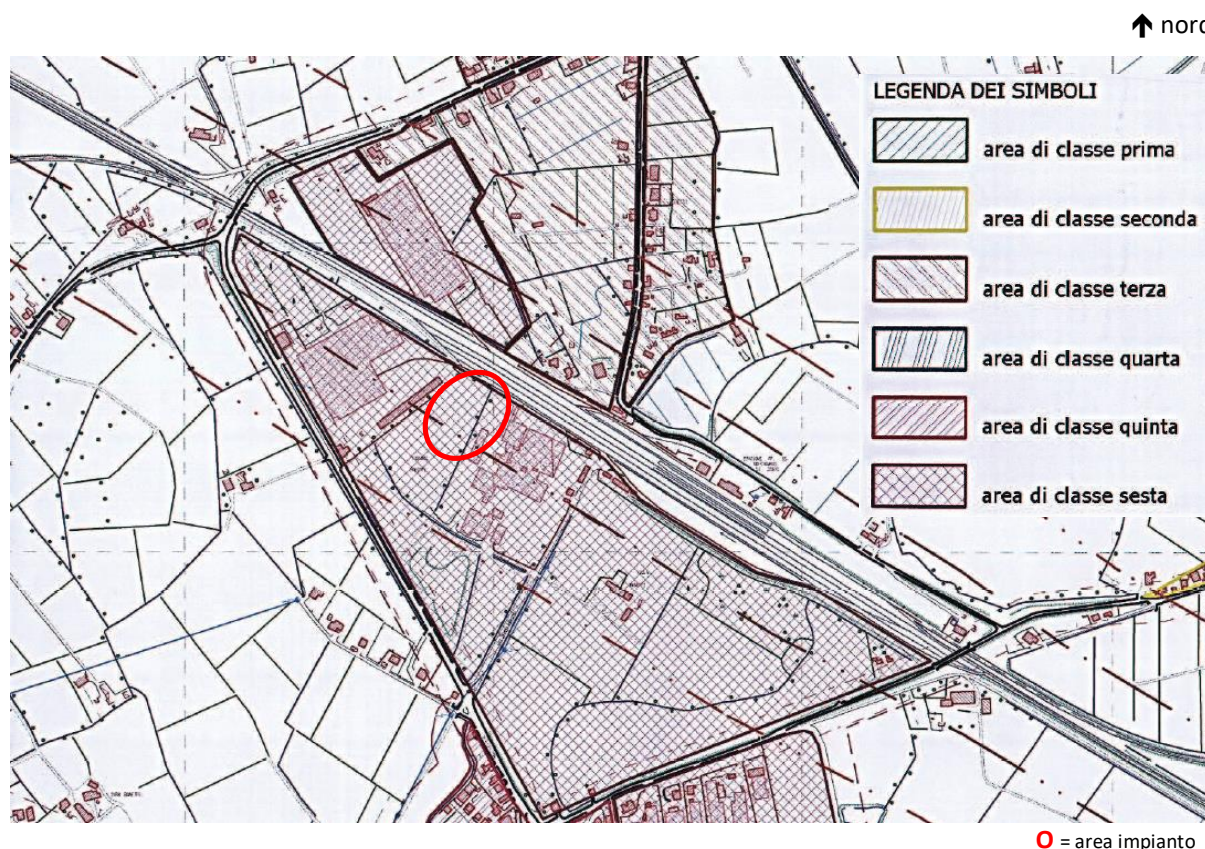 nord
LEGENDA DEI SIMBOLI
area di classe prima
area di classe seconda
area di classe terza
area di classe quarta
area di classe quinta
area di classe sesta
O = area impianto